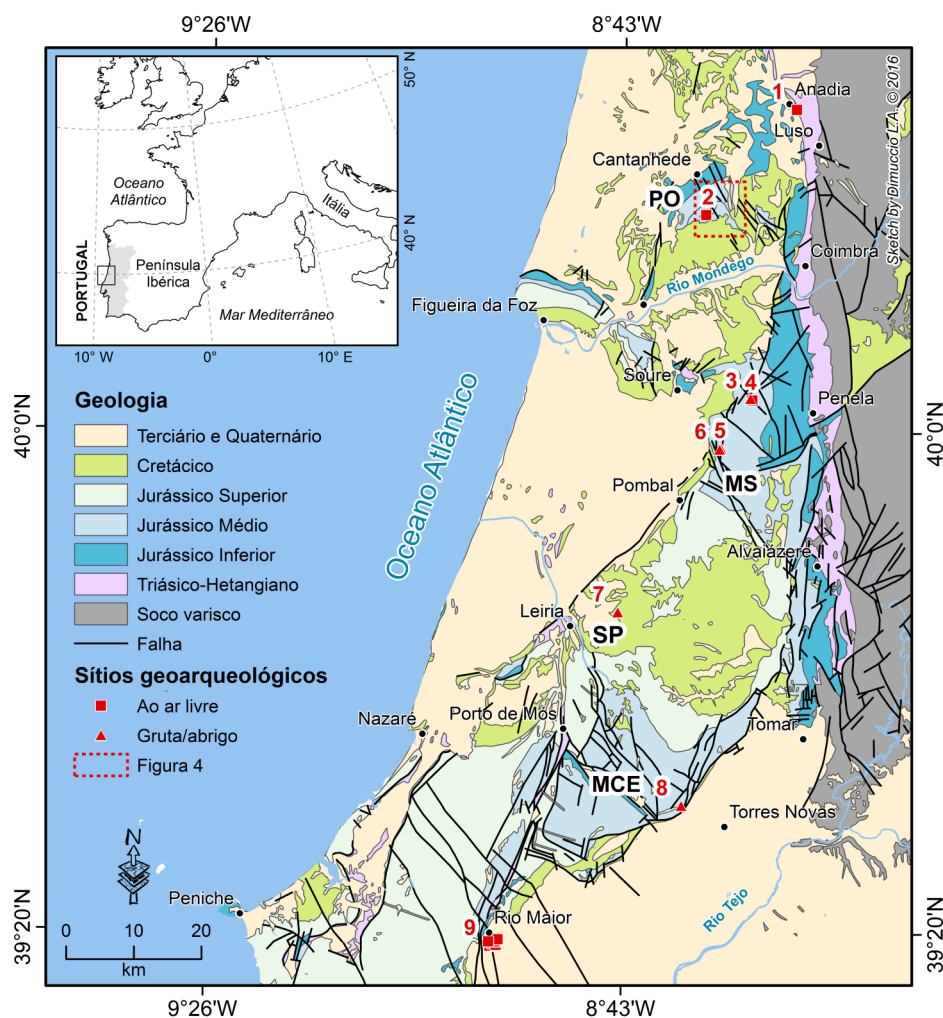 9°26'W
8°43'W
50° N
Oceano
Atlântico
Itália
40° N
PORTUGAL
Península
Ibérica
Mar Mediterrâneo
10° W
0°
10° E
Sketch by Dimuccio L.A. © 2016
1
Anadia
Luso
Cantanhede
PO
2
Coimbra
Rio Mondego
Figueira da Foz
Soure
3
4
Penela
40°0'N
40°0'N
6
5
MS
Pombal
Oceano Atlântico
Alvaiázere
7
Leiria
SP
Geologia
Terciário e Quaternário
Cretácico
Jurássico Superior
Jurássico Médio
Jurássico Inferior
Triásico-Hetangiano
Soco varisco
Falha
Sítios geoarqueológicos
Ao ar livre
Gruta/abrigo
Figura 4
Nazaré
Porto de Mós
Tomar
MCE
8
Torres Novas
N
Peniche
Rio Tejo
Rio Maior
9
0
10
20
km
39°20'N
39°20'N
9°26'W
8°43'W